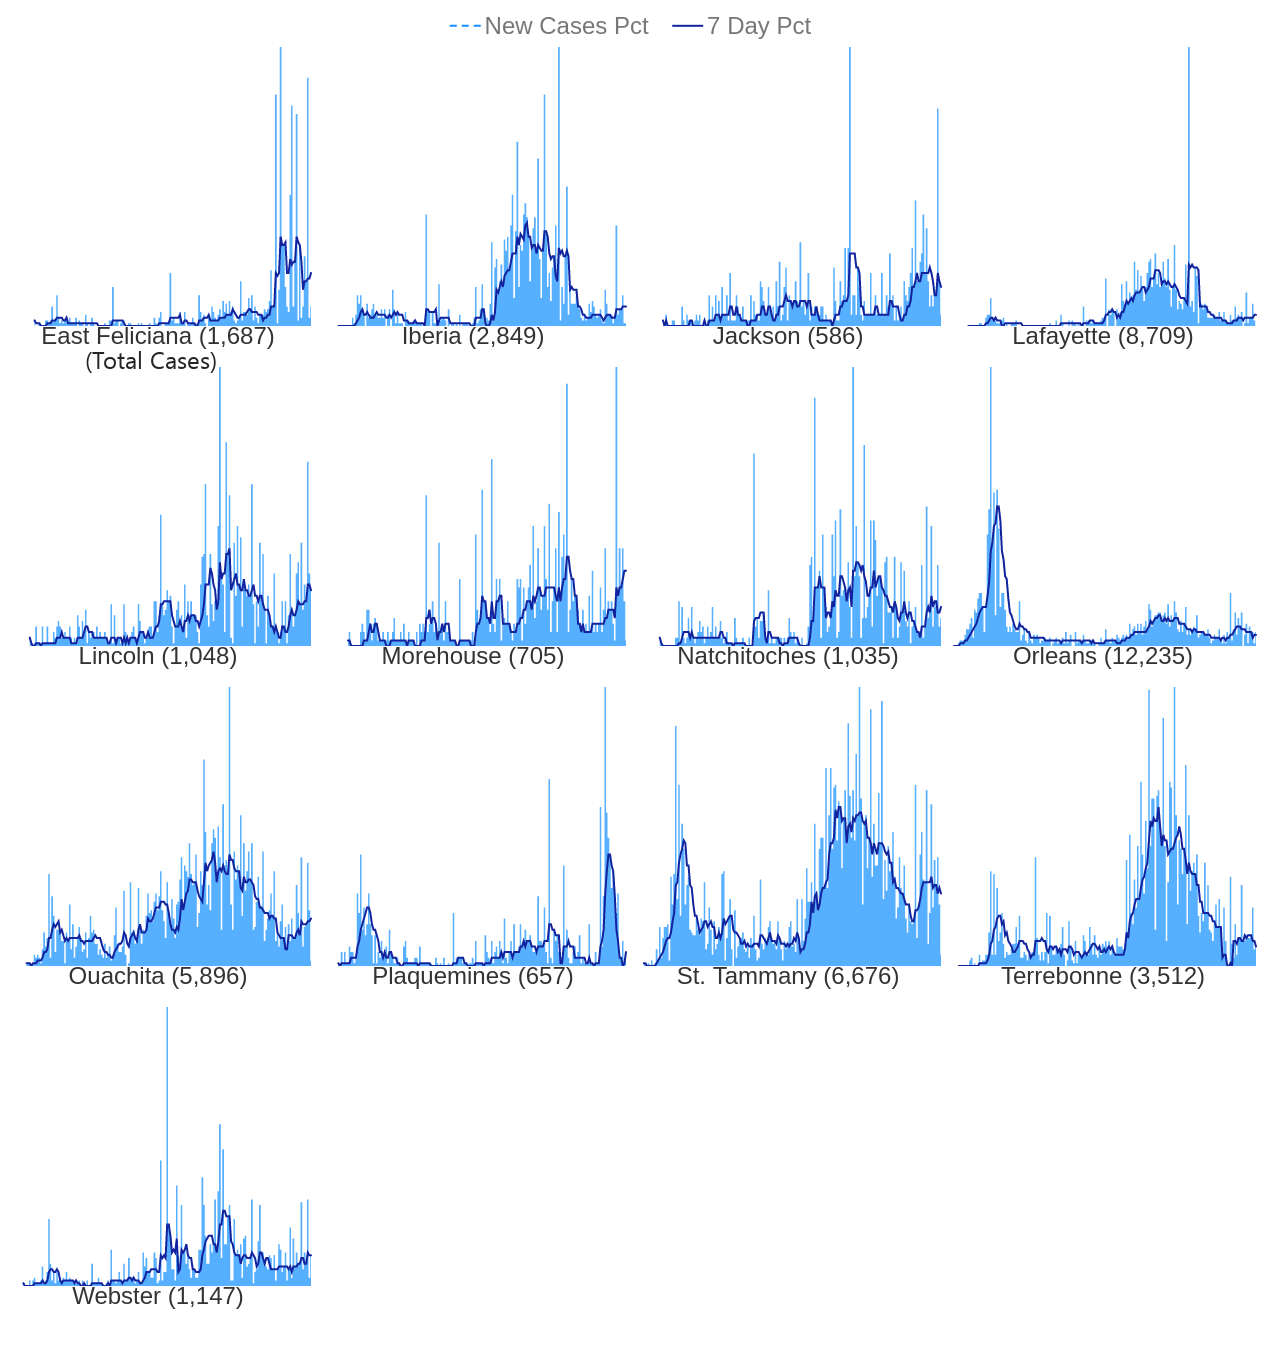 New Cases Pct 7 Day Pct
East Feliciana (1,687) Iberia (2,849) Jackson (586) Lafayette (8,709)
(Total Cases)
Lincoln (1,048) Morehouse (705) Natchitoches (1,035) Orleans (12,235)
Ouachita (5,896) Plaquemines (657) St. Tammany (6,676) Terrebonne (3,512)
Webster (1,147)